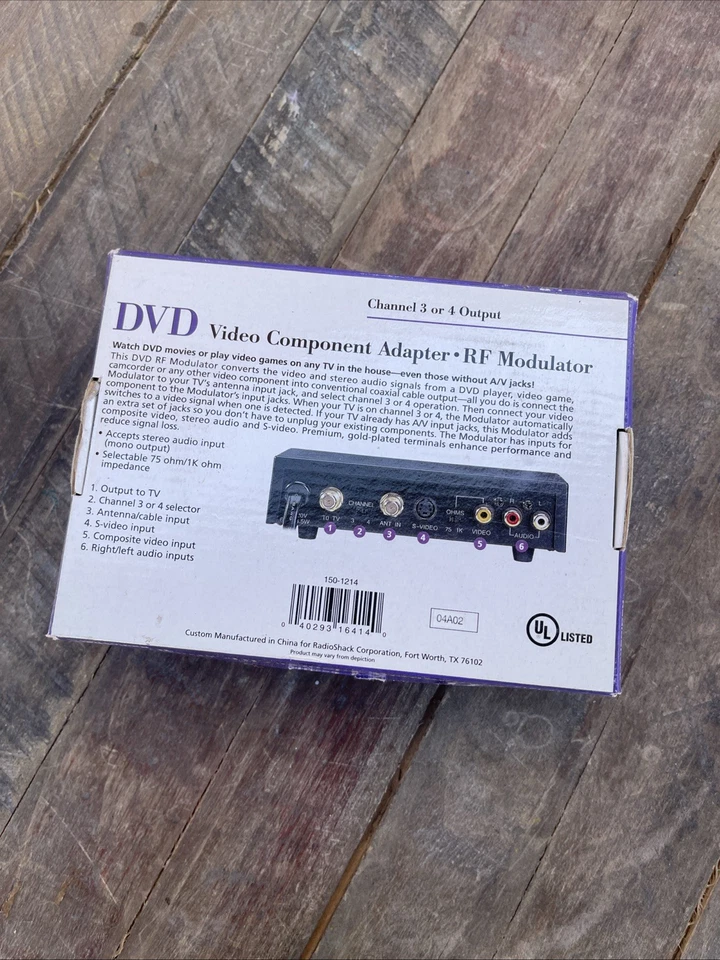 Channel 3 or 4 Output
DVD Video Component Adapter • RF Modulator
Watch DVD movies or play video games on any TV in the house—even those without A/V jacks!
This DVD RF Modulator converts the video and stereo audio signals from a DVD player, video game,
camcorder or any other video component into conventional coaxial cable output—all you do is connect the
Modulator to your TV's antenna input jack, and select channel 3 or 4 operation. Then connect your video
component to the Modulator's input jacks. When your TV is on channel 3 or 4, the Modulator automatically
switches to a video signal when one is detected. If your TV already has A/V input jacks, this Modulator adds
an extra set of jacks so you don't have to unplug your existing components. The Modulator has inputs for
composite video, stereo audio and S-video. Premium, gold-plated terminals enhance performance and
reduce signal loss.
• Accepts stereo audio input
(mono output)
• Selectable 75 ohm/1K ohm
impedance
1. Output to TV
2. Channel 3 or 4 selector
3. Antenna/cable input
4. S-video input
5. Composite video input
6. Right/left audio inputs
CHANNEL
OHMS
R L
TO TV
4
ANT IN
S-VIDEO
75 1K
VIDEO
AUDIO
1 2 3 4 5 6
150-1214
0 40293 16414 0
04A02
UL LISTED
Custom Manufactured in China for RadioShack Corporation, Fort Worth, TX 76102
Product may vary from depiction